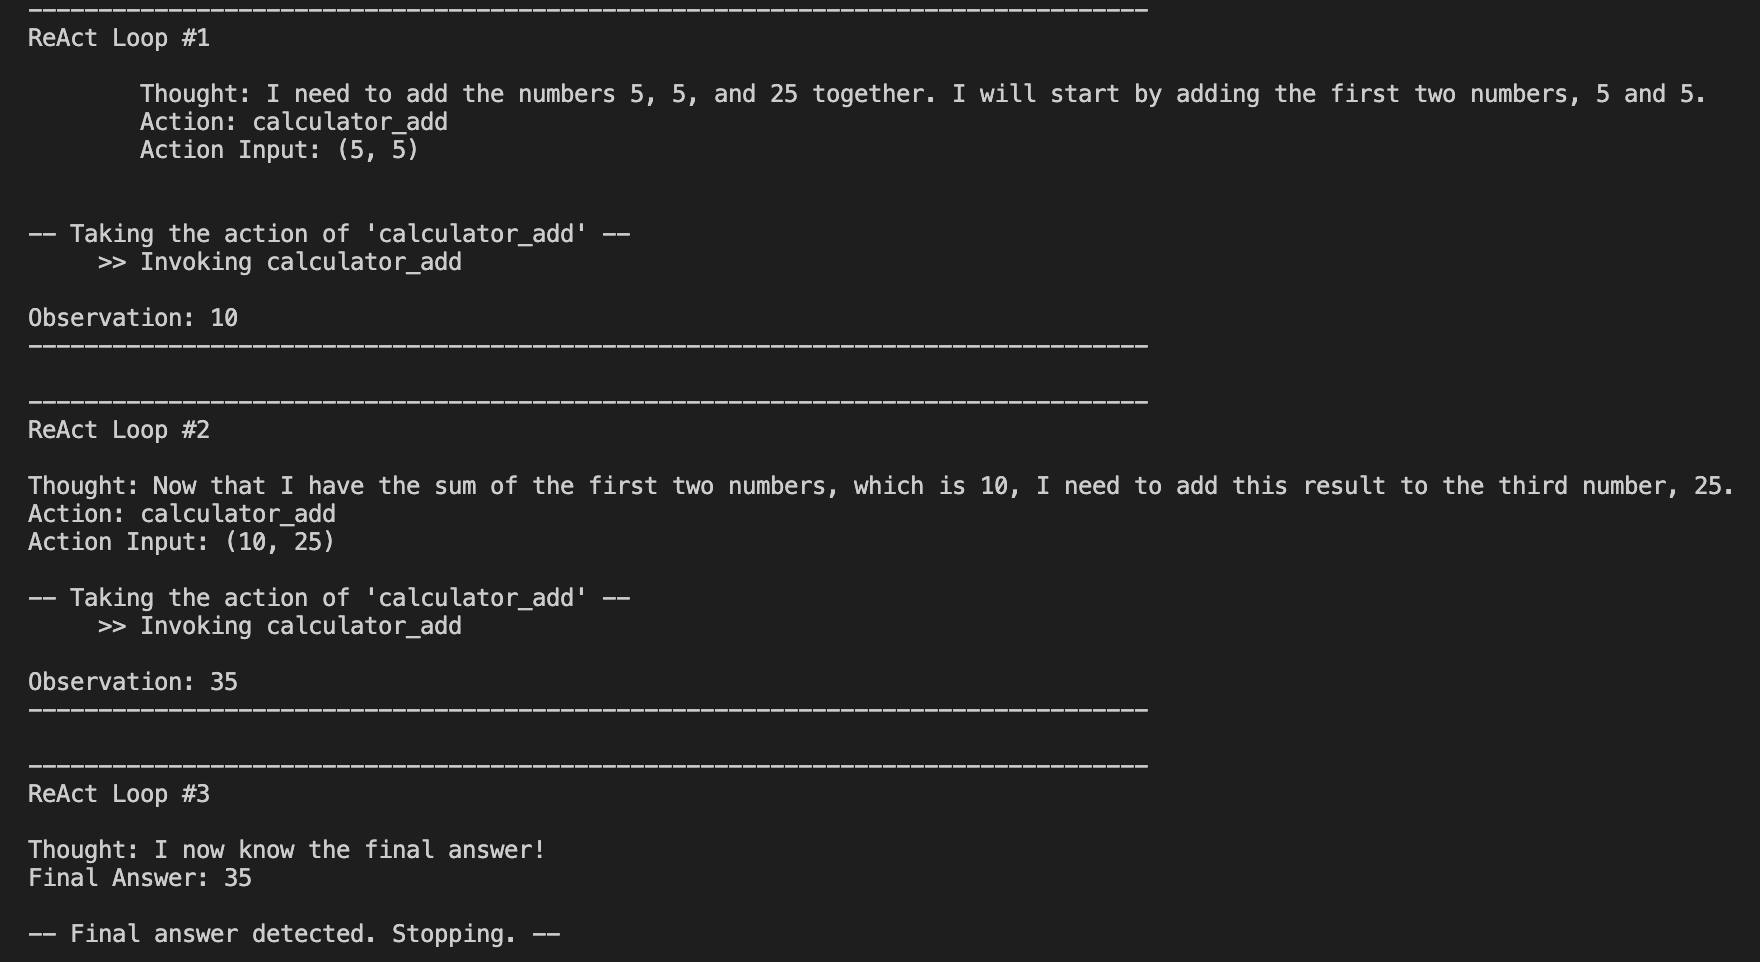 --------------------------------------------------------------------------------
ReAct Loop #1
Thought: I need to add the numbers 5, 5, and 25 together. I will start by adding the first two numbers, 5 and 5.
Action: calculator_add
Action Input: (5, 5)
-- Taking the action of 'calculator_add' --
>> Invoking calculator_add
Observation: 10
--------------------------------------------------------------------------------
--------------------------------------------------------------------------------
ReAct Loop #2
Thought: Now that I have the sum of the first two numbers, which is 10, I need to add this result to the third number, 25.
Action: calculator_add
Action Input: (10, 25)
-- Taking the action of 'calculator_add' --
>> Invoking calculator_add
Observation: 35
--------------------------------------------------------------------------------
--------------------------------------------------------------------------------
ReAct Loop #3
Thought: I now know the final answer!
Final Answer: 35
-- Final answer detected. Stopping. --